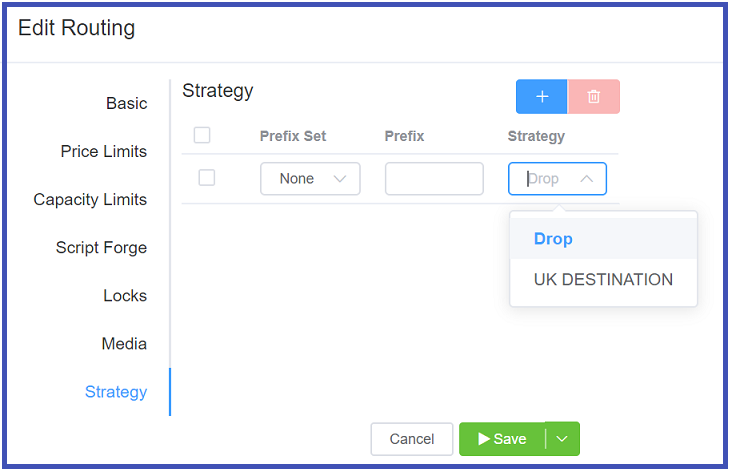 Edit Routing
Basic
Price Limits
Capacity Limits
Script Forge
Locks
Media
Strategy
Strategy
Prefix Set Prefix Strategy
None Drop
Drop
UK DESTINATION
Cancel Save